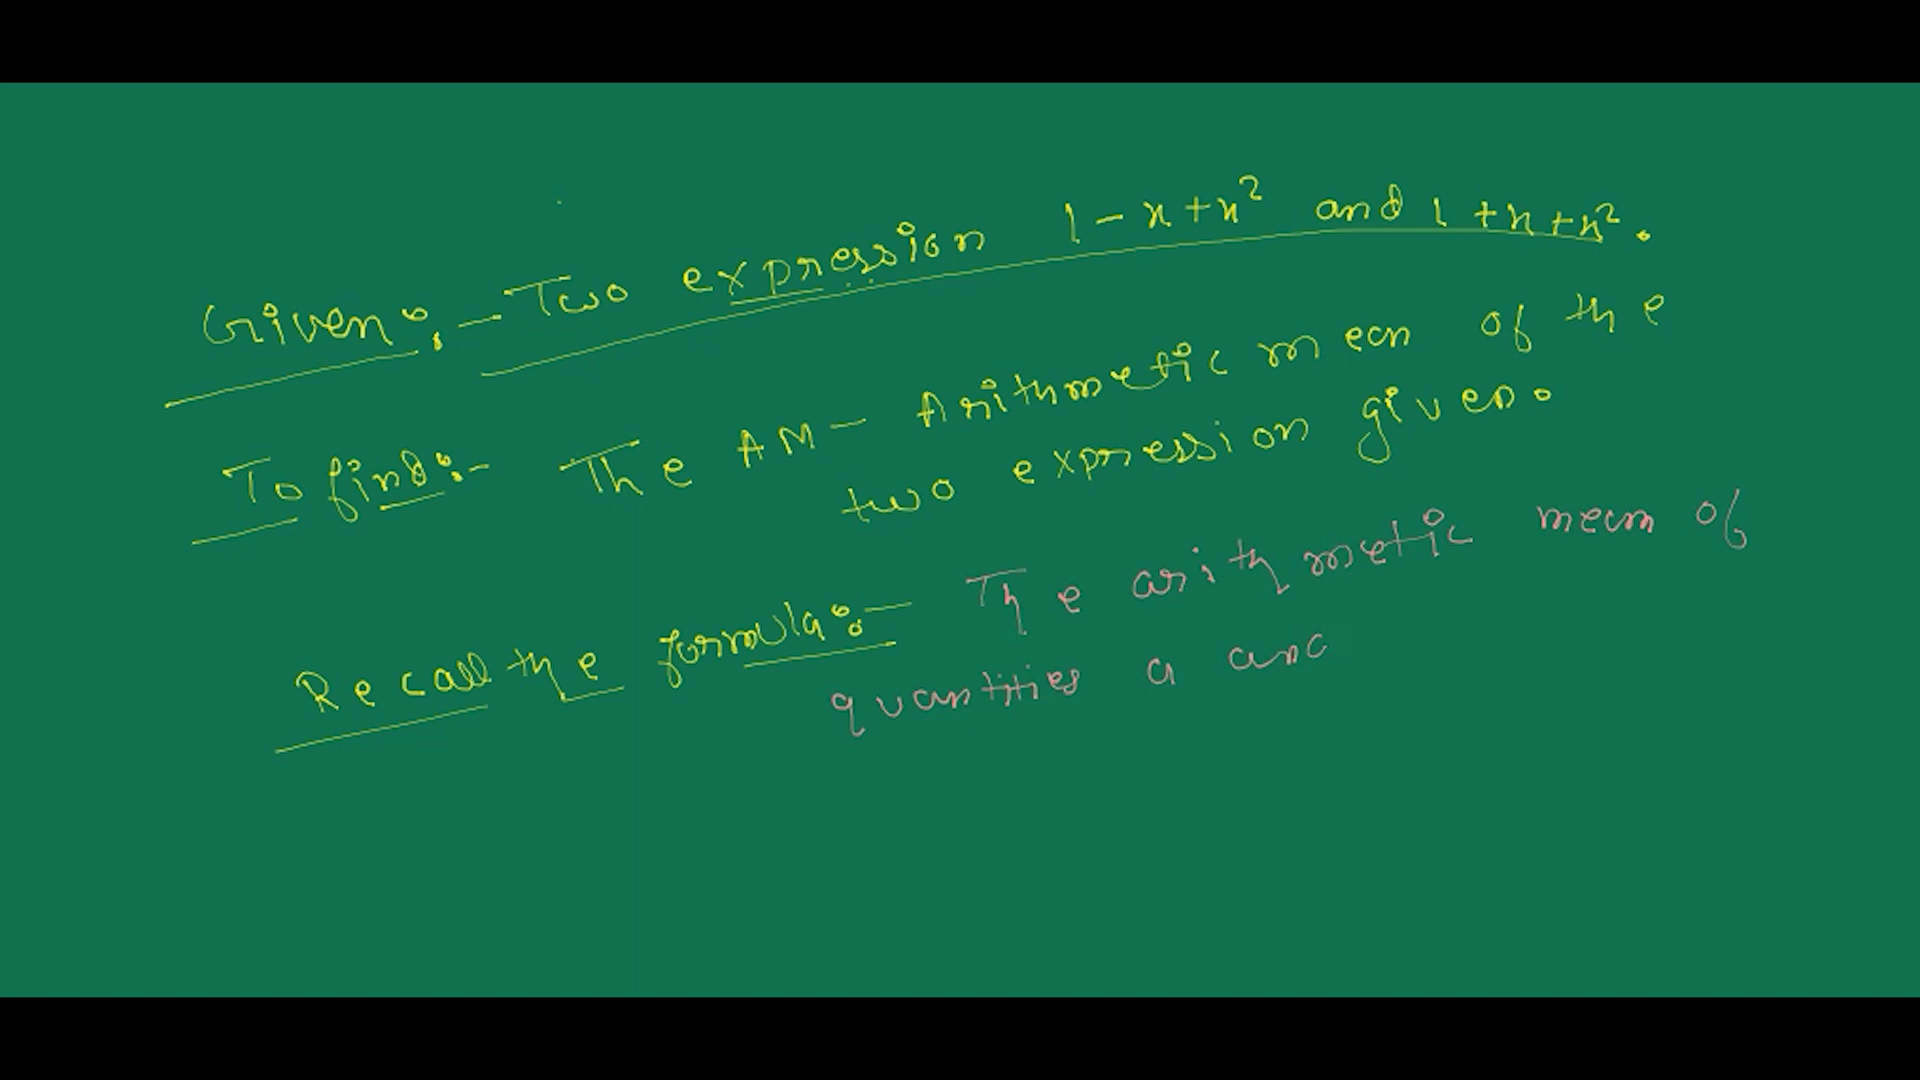 Given:- Two expression 1-x+x² and 1+x+x².
To find:- The AM- Arithmetic mean of the
two expression given.
Recall the formula:- The arithmetic mean of
quantities a anc